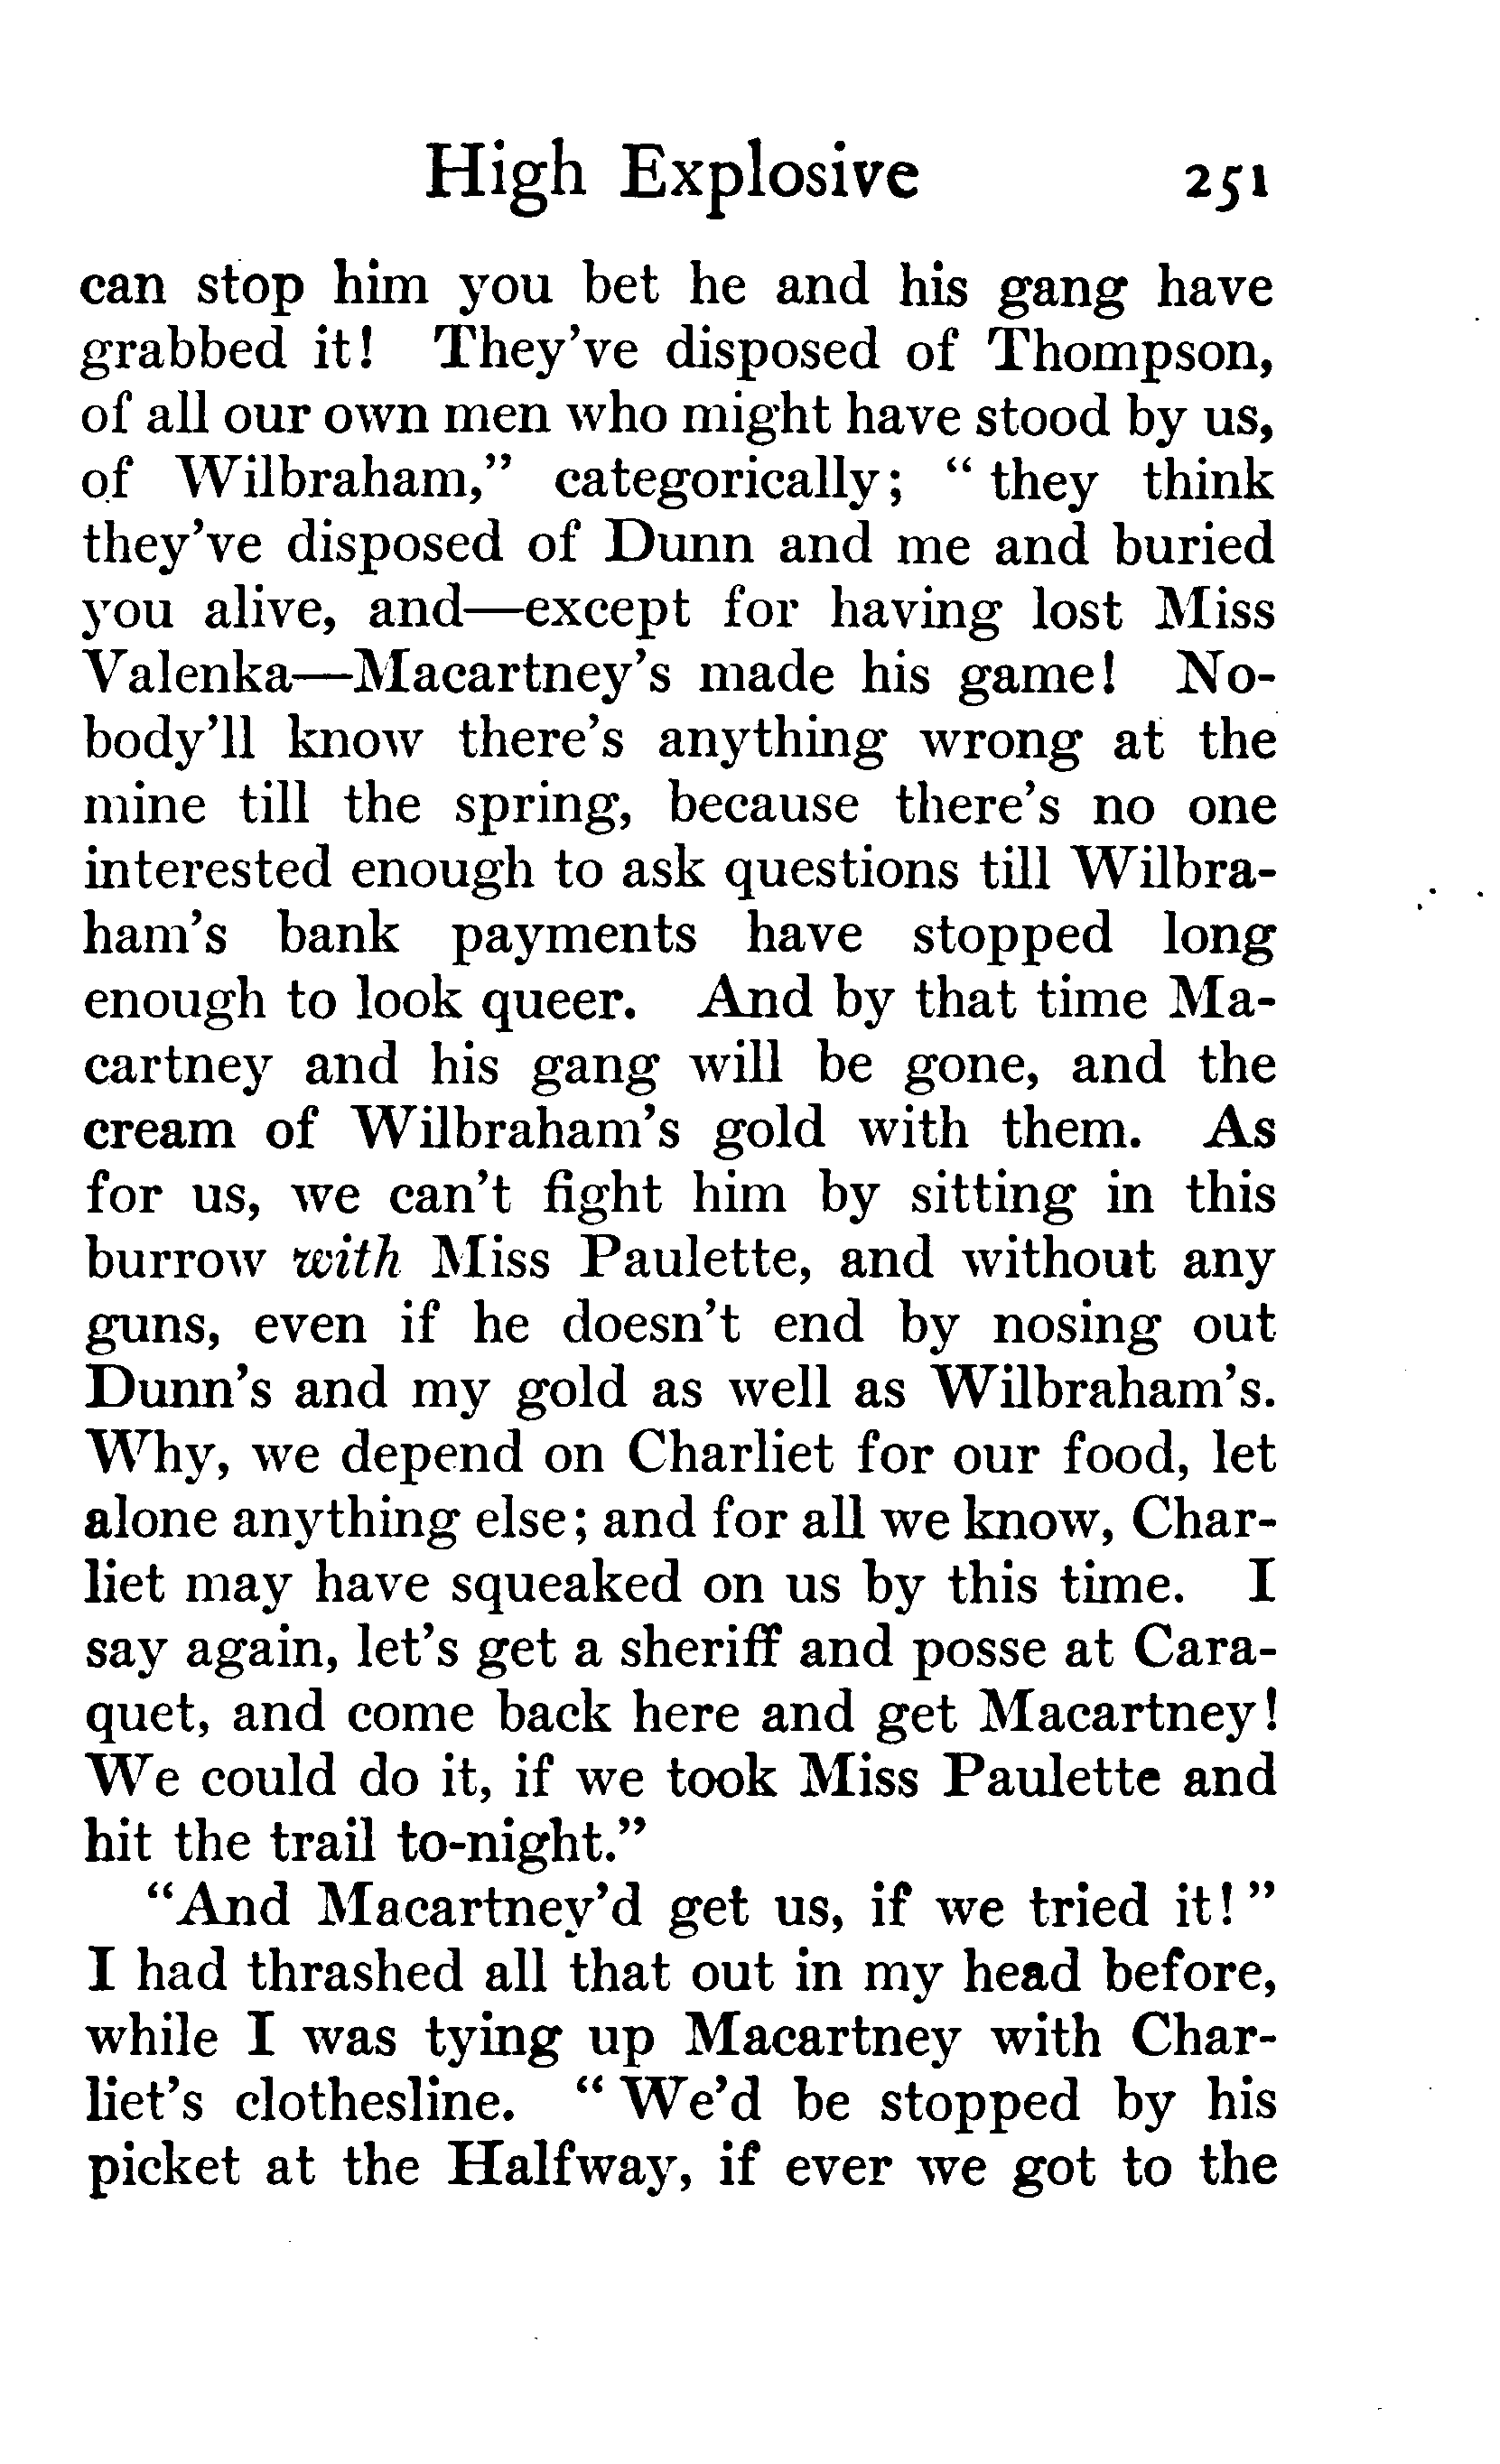 High Explosive 251
can stop him you bet he and his gang have
grabbed it! They've disposed of Thompson,
of all our own men who might have stood by us,
of Wilbraham," categorically; "they think
they've disposed of Dunn and me and buried
you alive, and—except for having lost Miss
Valenka—Macartney's made his game! No-
body'll know there's anything wrong at the
mine till the spring, because there's no one
interested enough to ask questions till Wilbra-
ham's bank payments have stopped long
enough to look queer. And by that time Ma-
cartney and his gang will be gone, and the
cream of Wilbraham's gold with them. As
for us, we can't fight him by sitting in this
burrow with Miss Paulette, and without any
guns, even if he doesn't end by nosing out
Dunn's and my gold as well as Wilbraham's.
Why, we depend on Charliet for our food, let
alone anything else; and for all we know, Char-
liet may have squeaked on us by this time. I
say again, let's get a sheriff and posse at Cara-
quet, and come back here and get Macartney!
We could do it, if we took Miss Paulette and
hit the trail to-night."
"And Macartney'd get us, if we tried it!"
I had thrashed all that out in my head before,
while I was tying up Macartney with Char-
liet's clothesline. "We'd be stopped by his
picket at the Halfway, if ever we got to the